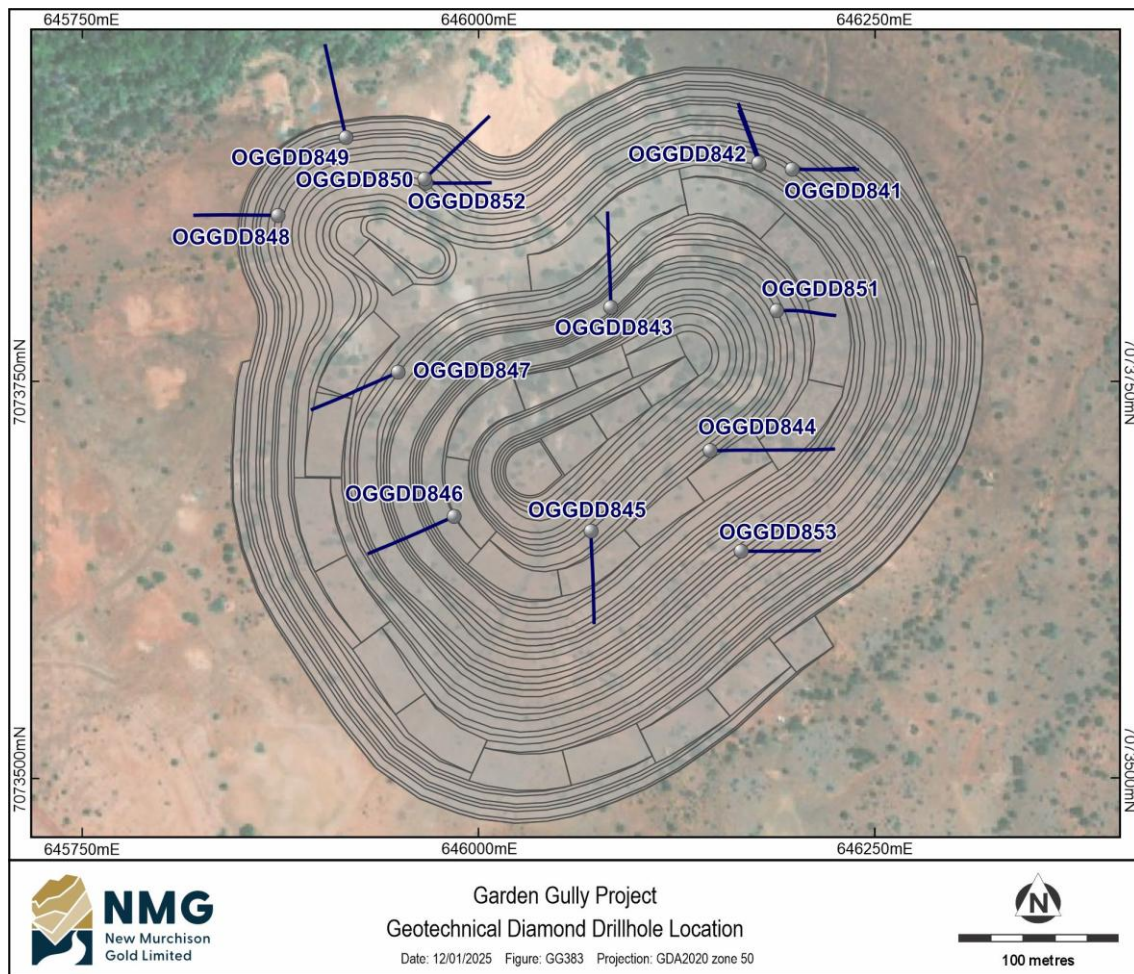 645750mE
646000mE
646250mE
OGGDD849
OGGDD850
OGGDD852
OGGDD848
OGGDD842
OGGDD841
OGGDD851
OGGDD843
OGGDD847
7073750mN
7073750mN
OGGDD844
OGGDD846
OGGDD845
OGGDD853
7073500mN
7073500mN
645750mE
646000mE
646250mE
NMG
New Murchison
Gold Limited
Garden Gully Project
Geotechnical Diamond Drillhole Location
Date: 12/01/2025 Figure: GG383 Projection: GDA2020 zone 50
N
100 metres